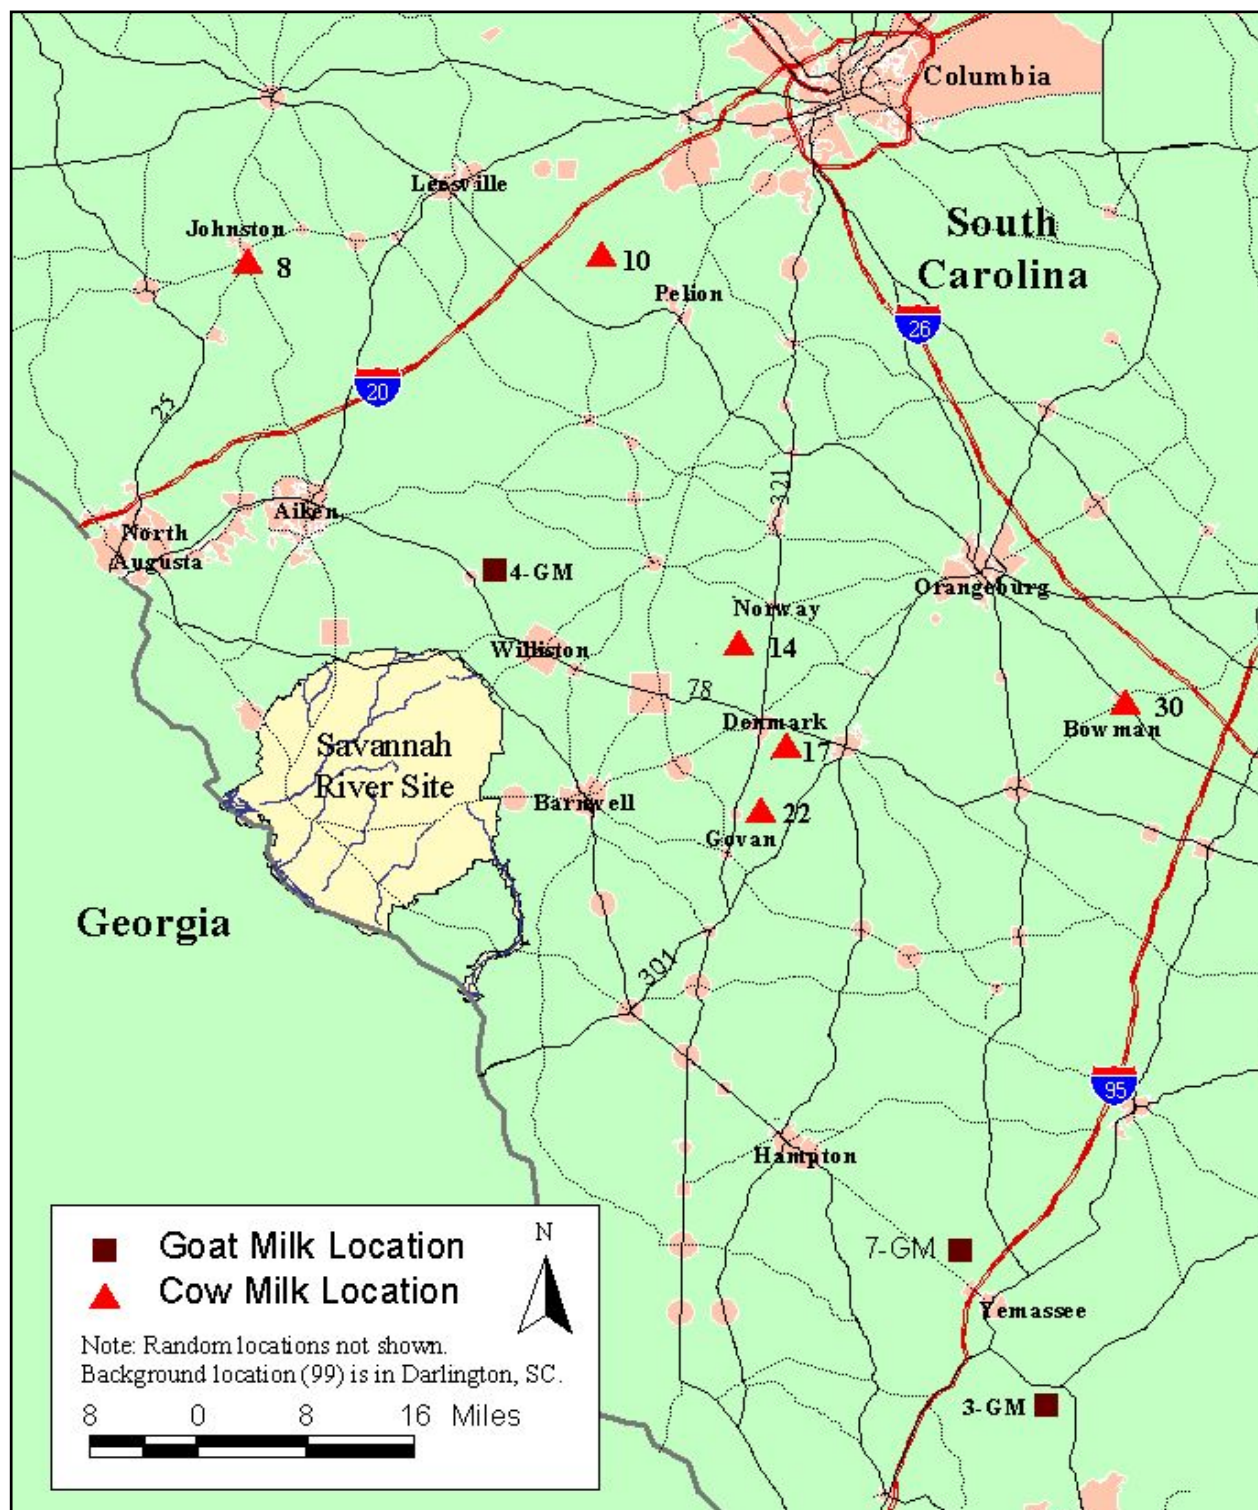 Columbia
Leesville
Johnston
8
10
South
Carolina
Pelion
26
20
25
321
Aiken
North
Augusta
4-GM
Orangeburg
Norway
14
Williston
78
30
Bowman
Denmark
17
Savannah
River Site
Barnwell
22
Govan
Georgia
301
95
Hampton
7-GM
Yemassee
3-GM
N
Goat Milk Location
Cow Milk Location
Note: Random locations not shown.
Background location (99) is in Darlington, SC.
8 0 8 16 Miles